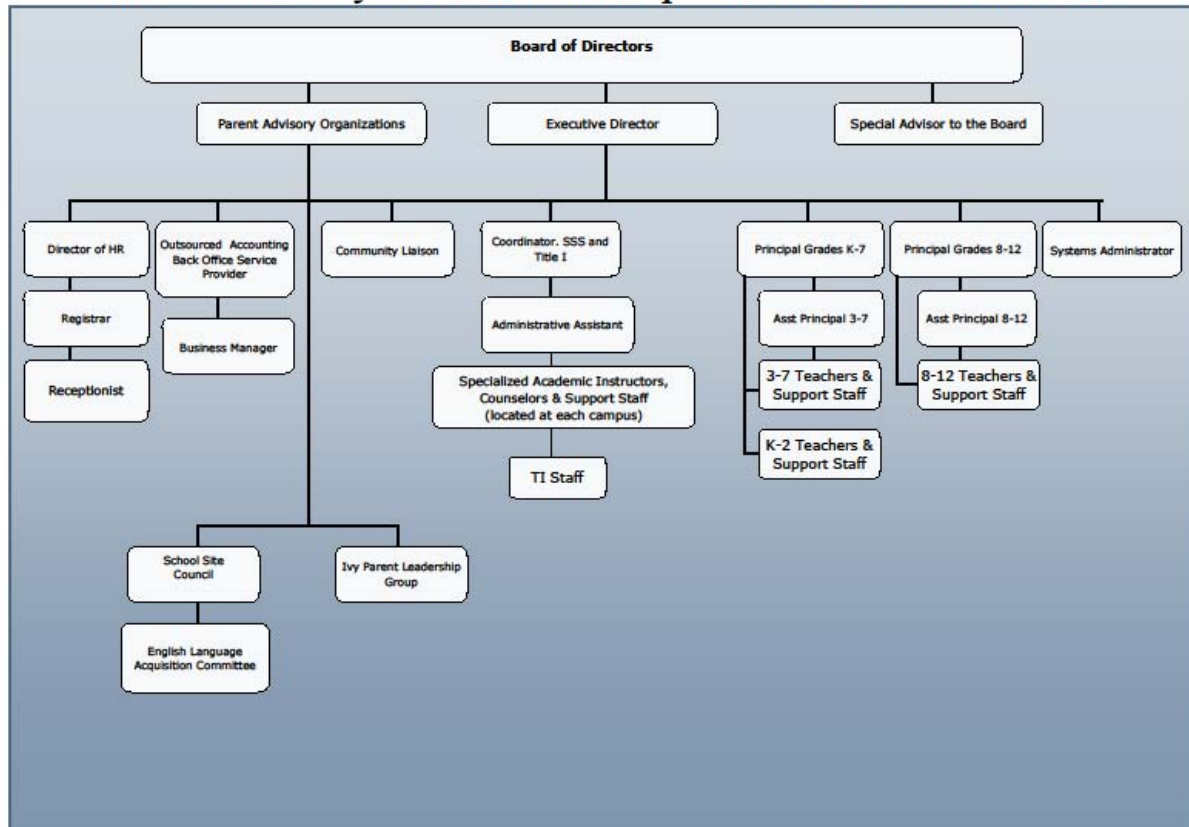 Board of Directors
Parent Advisory Organizations
Executive Director
Special Advisor to the Board
Director of HR
Outsourced Accounting
Back Office Service
Provider
Community Liaison
Coordinator. SSS and
Title I
Principal Grades K-7
Principal Grades 8-12
Systems Administrator
Registrar
Business Manager
Administrative Assistant
Asst Principal 3-7
Asst Principal 8-12
Receptionist
Specialized Academic Instructors,
Counselors & Support Staff
(located at each campus)
3-7 Teachers &
Support Staff
8-12 Teachers &
Support Staff
K-2 Teachers &
Support Staff
TI Staff
School Site
Council
Ivy Parent Leadership
Group
English Language
Acquisition Committee